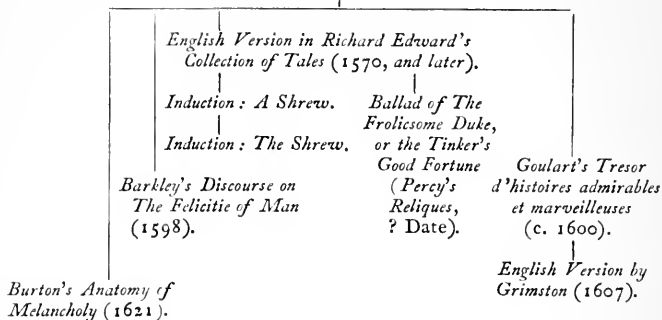 English Version in Richard Edward's
Collection of Tales (1570, and later).
Induction: A Shrew.
Induction: The Shrew.
Ballad of The
Frolicsome Duke,
or the Tinker's
Good Fortune
(Percy's
Reliques,
? Date).
Barkley's Discourse on
The Felicitie of Man
(1598).
Goulart's Tresor
d'histoires admirables
et marveilleuses
(c. 1600).
English Version by
Grimston (1607).
Burton's Anatomy of
Melancholy (1621).